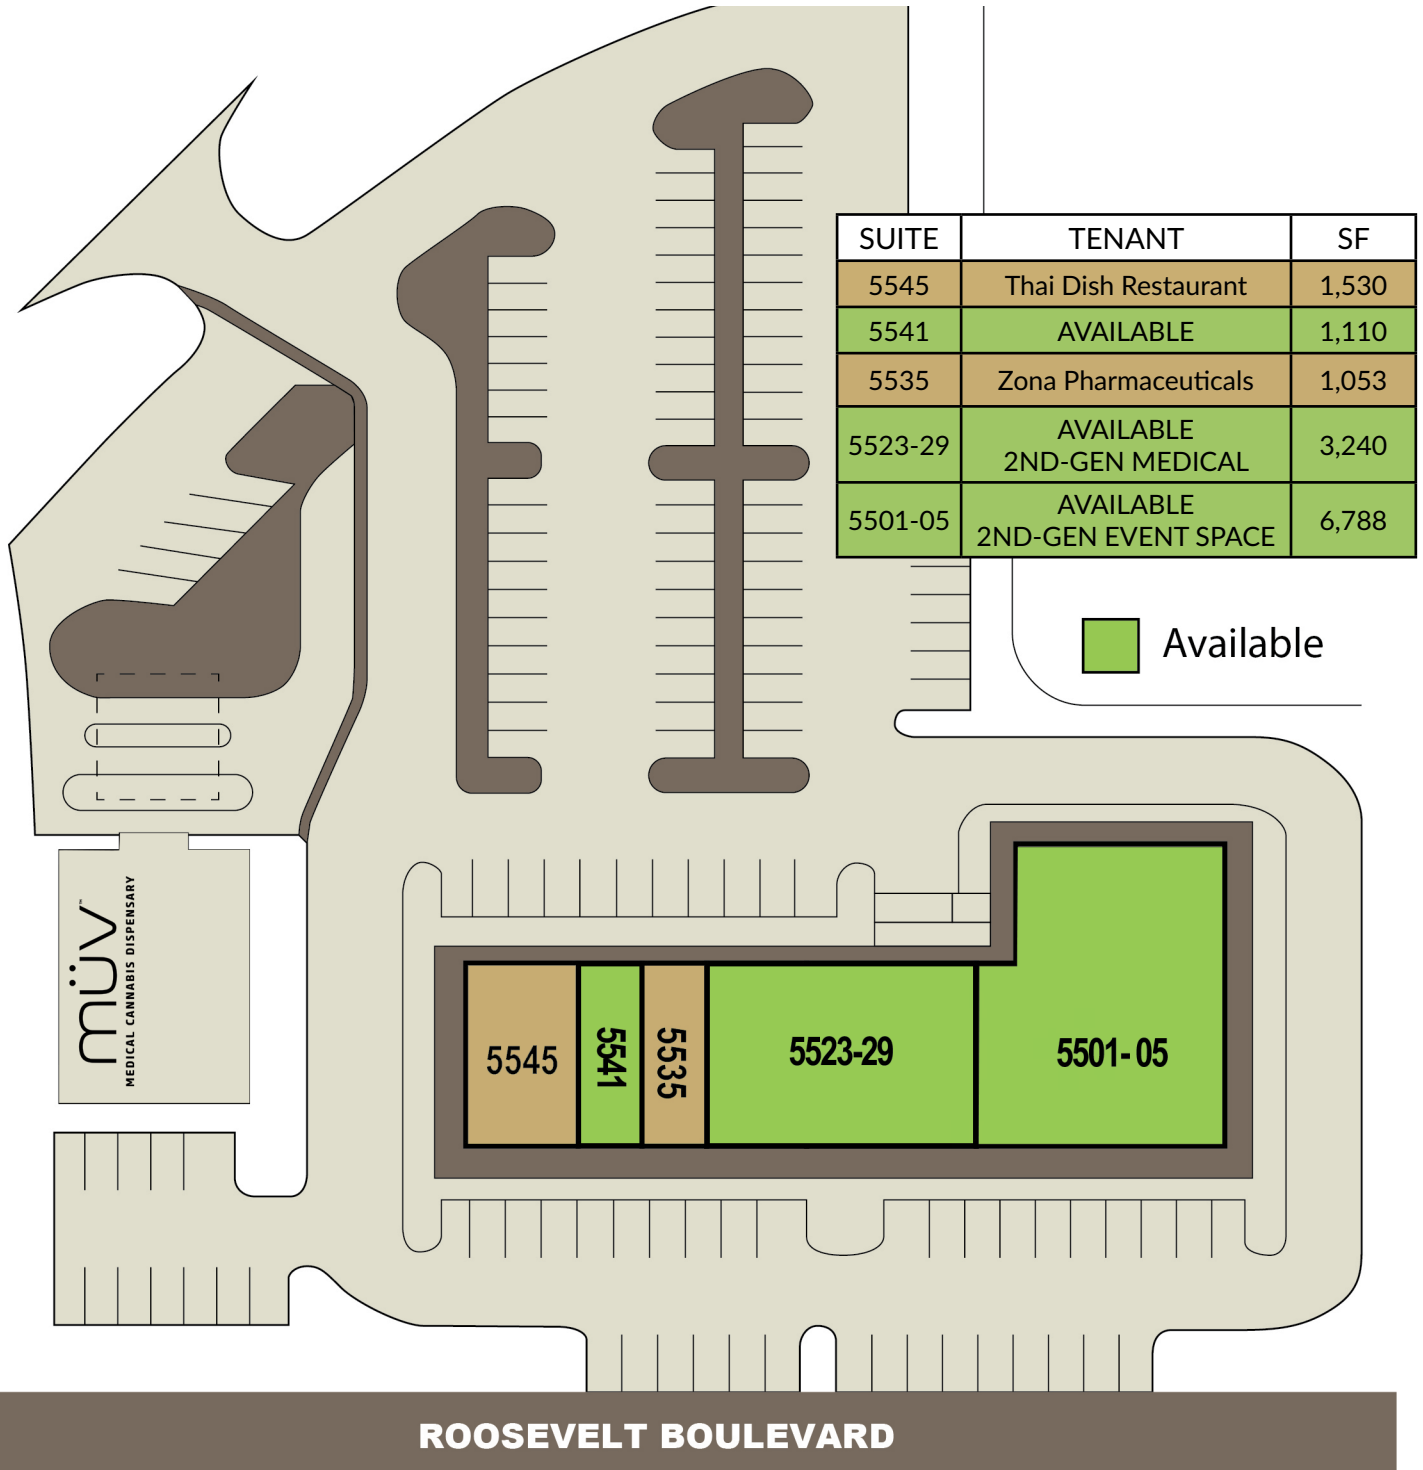 SUITE TENANT SF
5545 Thai Dish Restaurant 1,530
5541 AVAILABLE 1,110
5535 Zona Pharmaceuticals 1,053
5523-29 AVAILABLE 2ND-GEN MEDICAL 3,240
5501-05 AVAILABLE 2ND-GEN EVENT SPACE 6,788
Available
müv™
MEDICAL CANNABIS DISPENSARY
5545
5541
5535
5523-29
5501-05
ROOSEVELT BOULEVARD